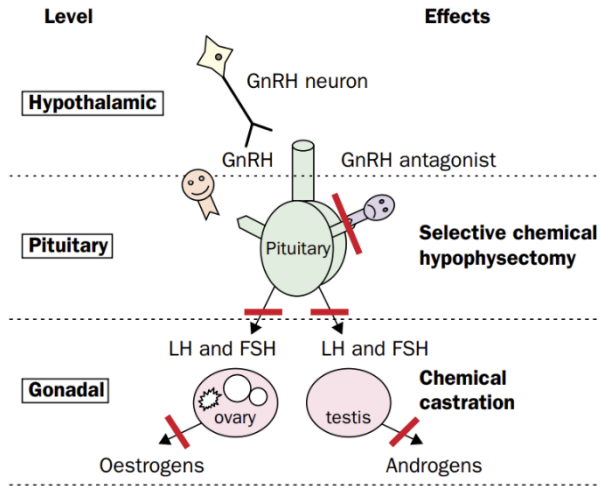 Level
Effects
GnRH neuron
Hypothalamic
GnRH
GnRH antagonist
Pituitary
Pituitary
Selective chemical
hypophysectomy
LH and FSH
LH and FSH
Gonadal
ovary
testis
Chemical
castration
Oestrogens
Androgens